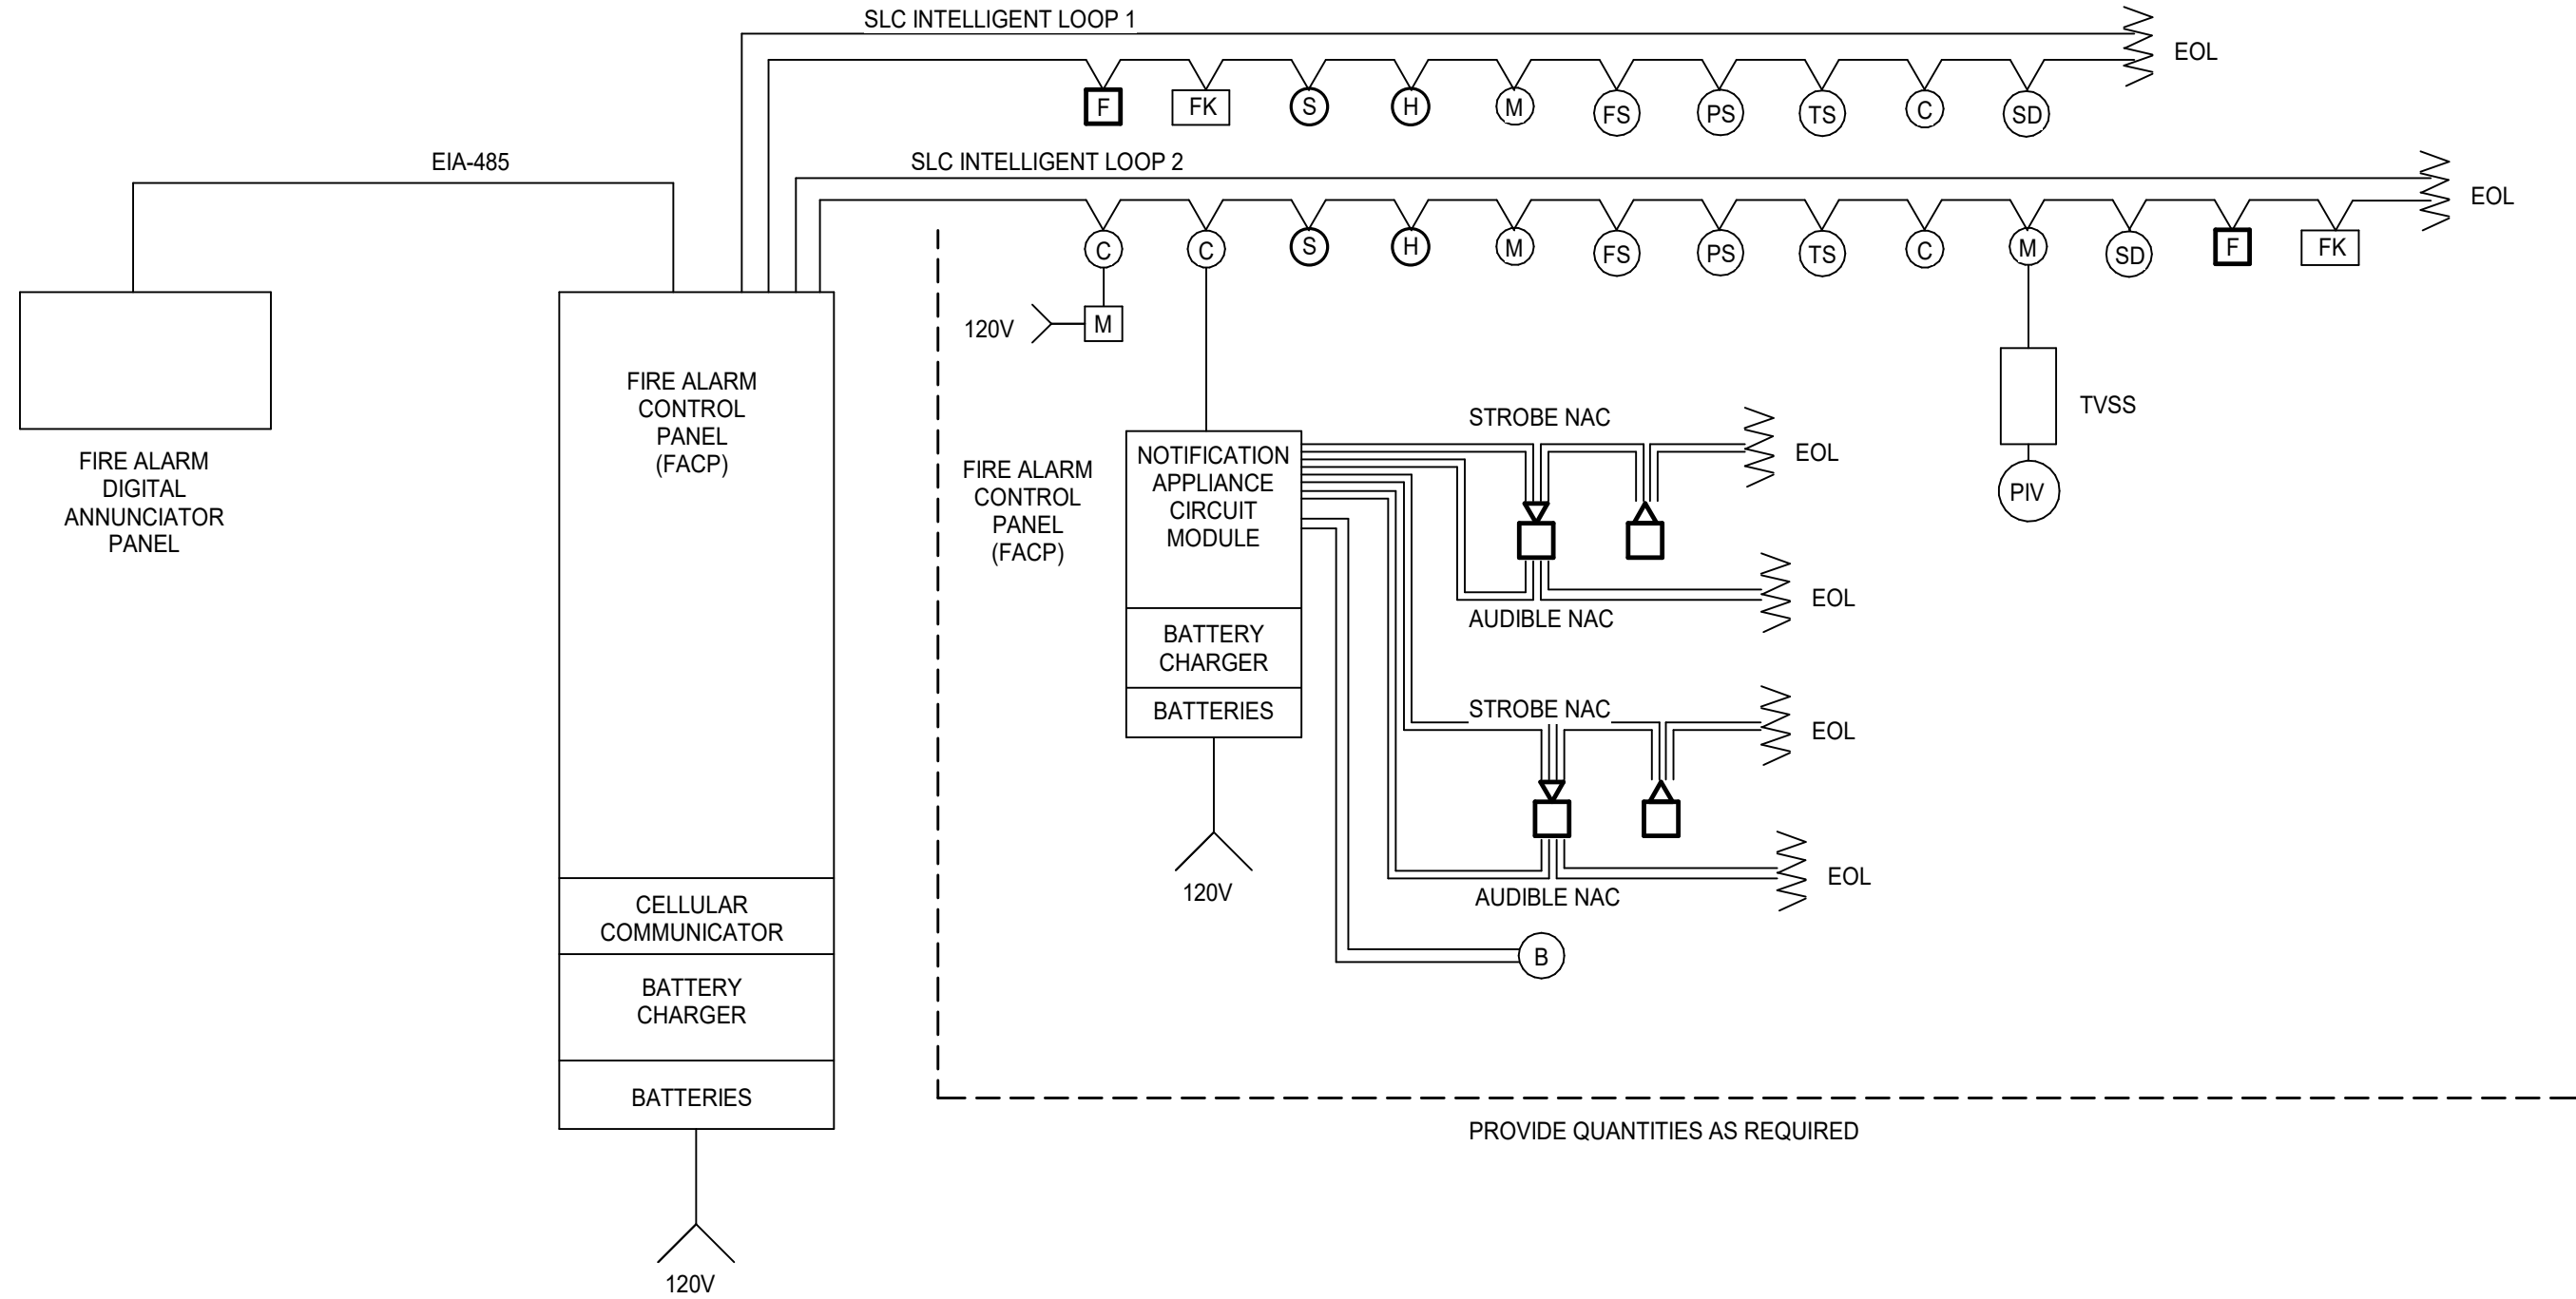 SLC INTELLIGENT LOOP 1
EOL
F
FK
S
H
M
FS
PS
TS
C
SD
EIA-485
SLC INTELLIGENT LOOP 2
EOL
C
C
S
H
M
FS
PS
TS
C
M
SD
F
FK
120V
M
FIRE ALARM
CONTROL
PANEL
(FACP)
FIRE ALARM
DIGITAL
ANNUNCIATOR
PANEL
FIRE ALARM
CONTROL
PANEL
(FACP)
NOTIFICATION
APPLIANCE
CIRCUIT
MODULE
BATTERY
CHARGER
BATTERIES
120V
STROBE NAC
EOL
EOL
AUDIBLE NAC
STROBE NAC
EOL
EOL
AUDIBLE NAC
B
TVSS
PIV
CELLULAR
COMMUNICATOR
BATTERY
CHARGER
BATTERIES
120V
PROVIDE QUANTITIES AS REQUIRED